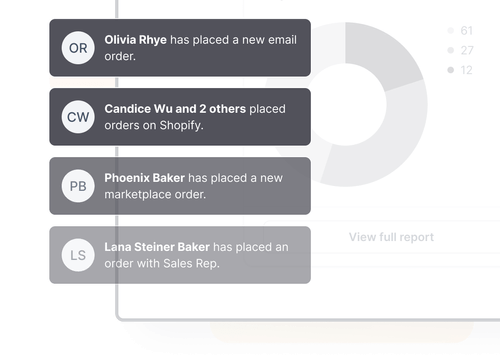 OR
Olivia Rhye has placed a new email
order.
CW
Candice Wu and 2 others placed
orders on Shopify.
PB
Phoenix Baker has placed a new
marketplace order.
LS
Lana Steiner Baker has placed an
order with Sales Rep.
61
27
12
View full report